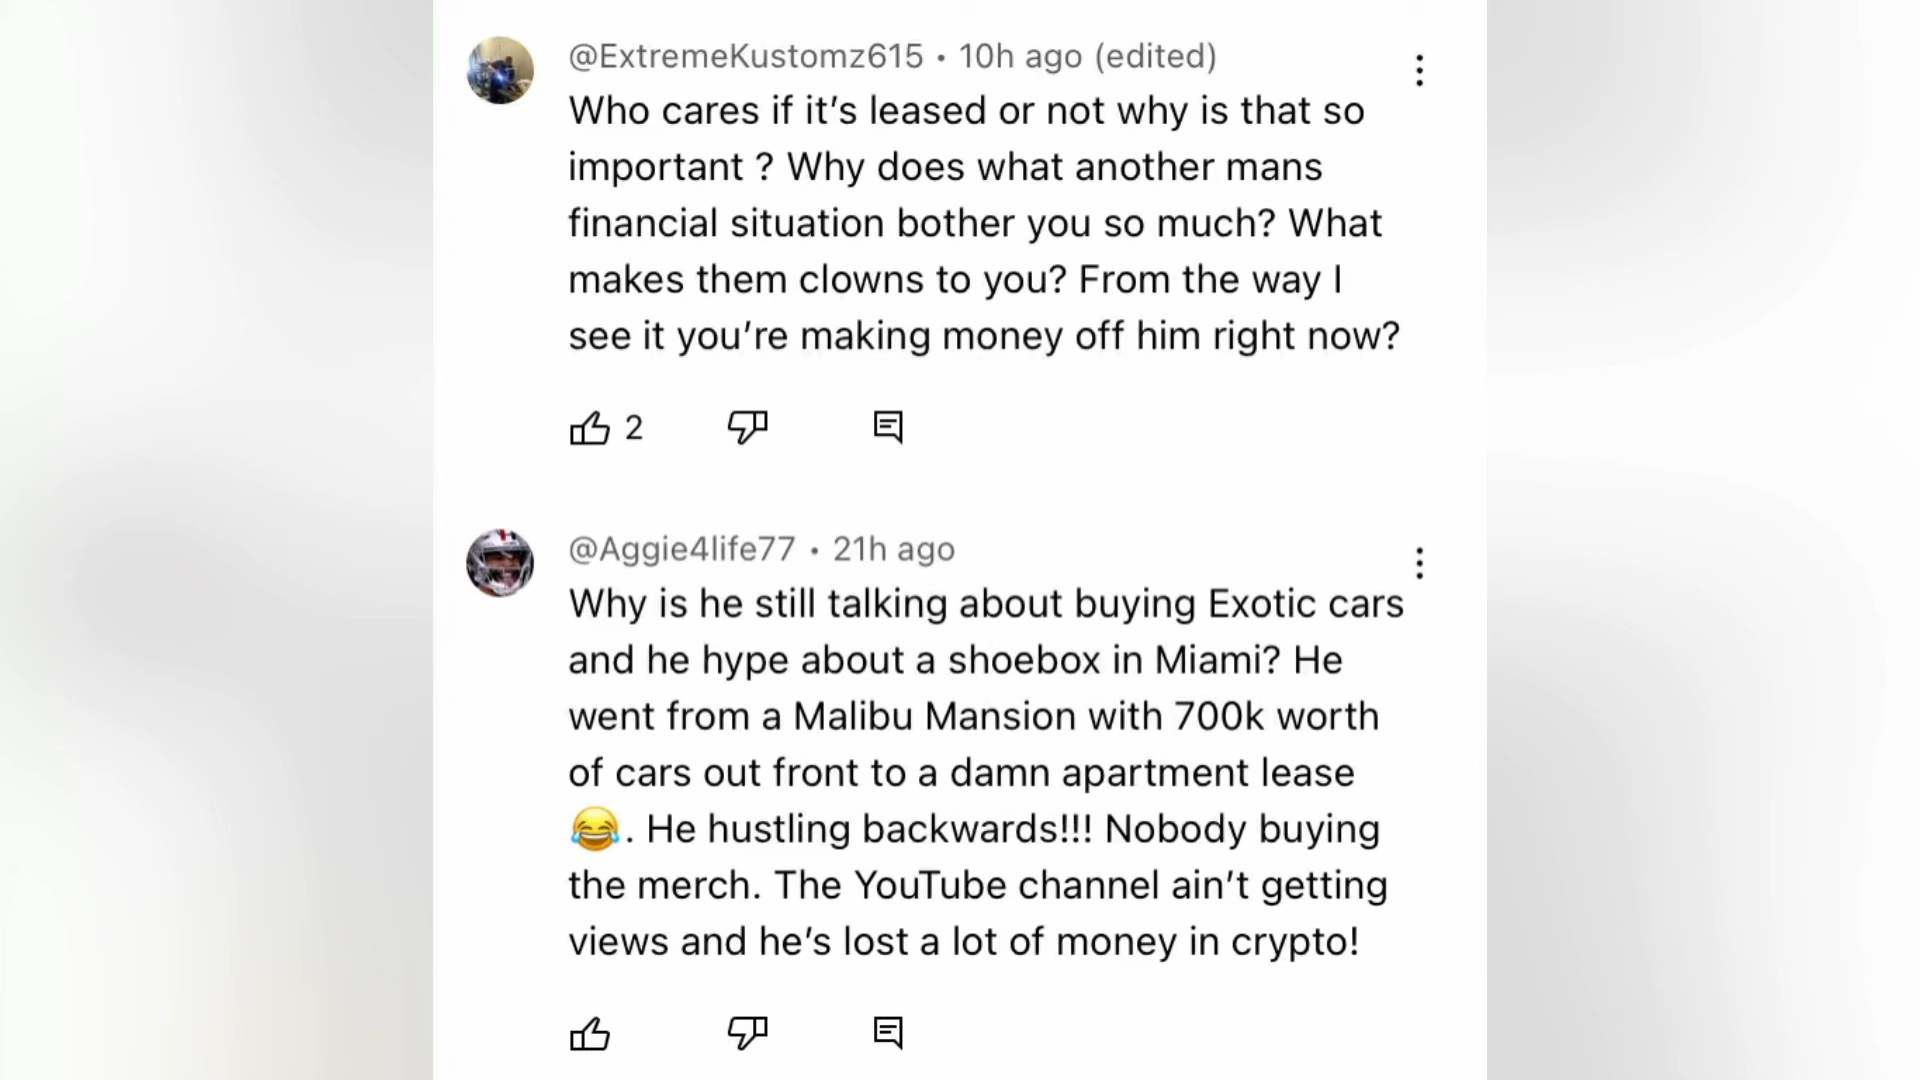 @ExtremeKustomz615 • 10h ago (edited)
Who cares if it’s leased or not why is that so
important ? Why does what another mans
financial situation bother you so much? What
makes them clowns to you? From the way I
see it you’re making money off him right now?
2
@Aggie4life77 • 21h ago
Why is he still talking about buying Exotic cars
and he hype about a shoebox in Miami? He
went from a Malibu Mansion with 700k worth
of cars out front to a damn apartment lease
😂. He hustling backwards!!! Nobody buying
the merch. The YouTube channel ain’t getting
views and he’s lost a lot of money in crypto!